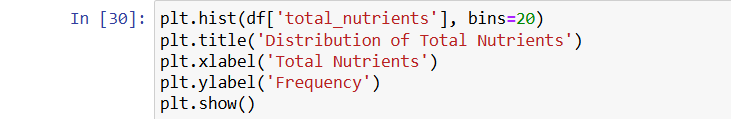 In [30]: plt.hist(df['total_nutrients'], bins=20)
plt.title('Distribution of Total Nutrients')
plt.xlabel('Total Nutrients')
plt.ylabel('Frequency')
plt.show()